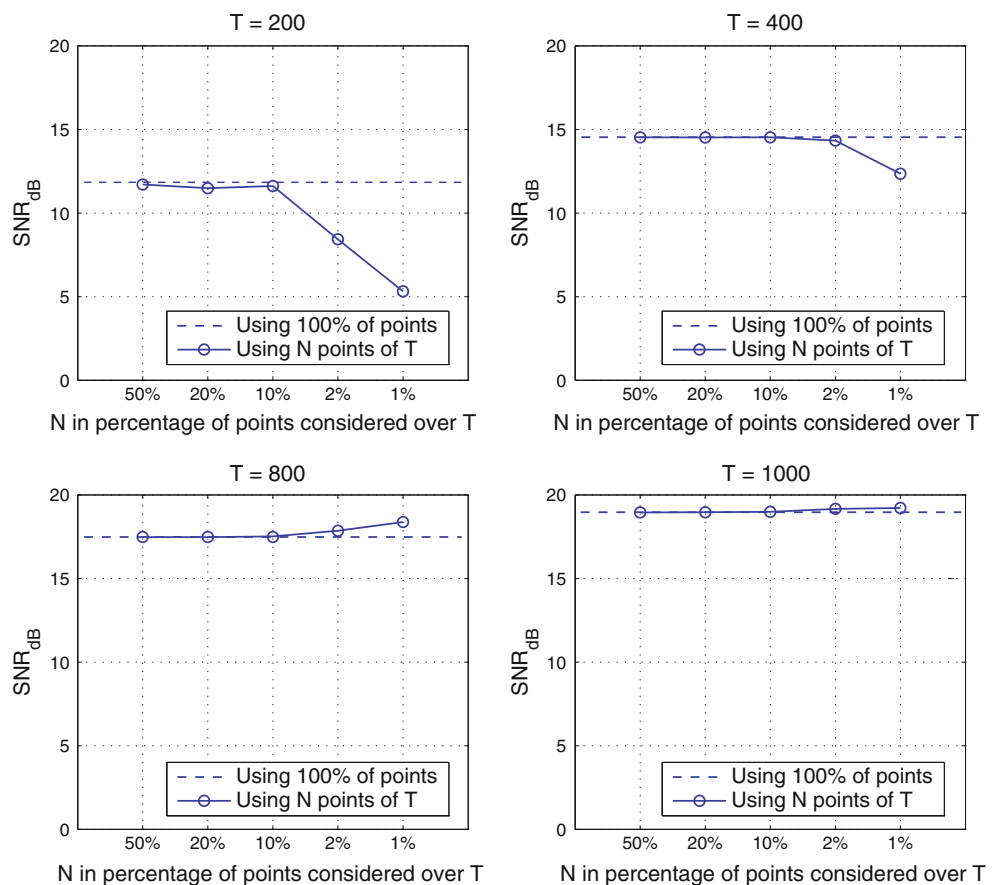 T = 200
20
15
10
5
0
SNR_dB
Using 100% of points
Using N points of T
50% 20% 10% 2% 1%
N in percentage of points considered over T
T = 400
20
15
10
5
0
SNR_dB
Using 100% of points
Using N points of T
50% 20% 10% 2% 1%
N in percentage of points considered over T
T = 800
20
15
10
5
0
SNR_dB
Using 100% of points
Using N points of T
50% 20% 10% 2% 1%
N in percentage of points considered over T
T = 1000
20
15
10
5
0
SNR_dB
Using 100% of points
Using N points of T
50% 20% 10% 2% 1%
N in percentage of points considered over T